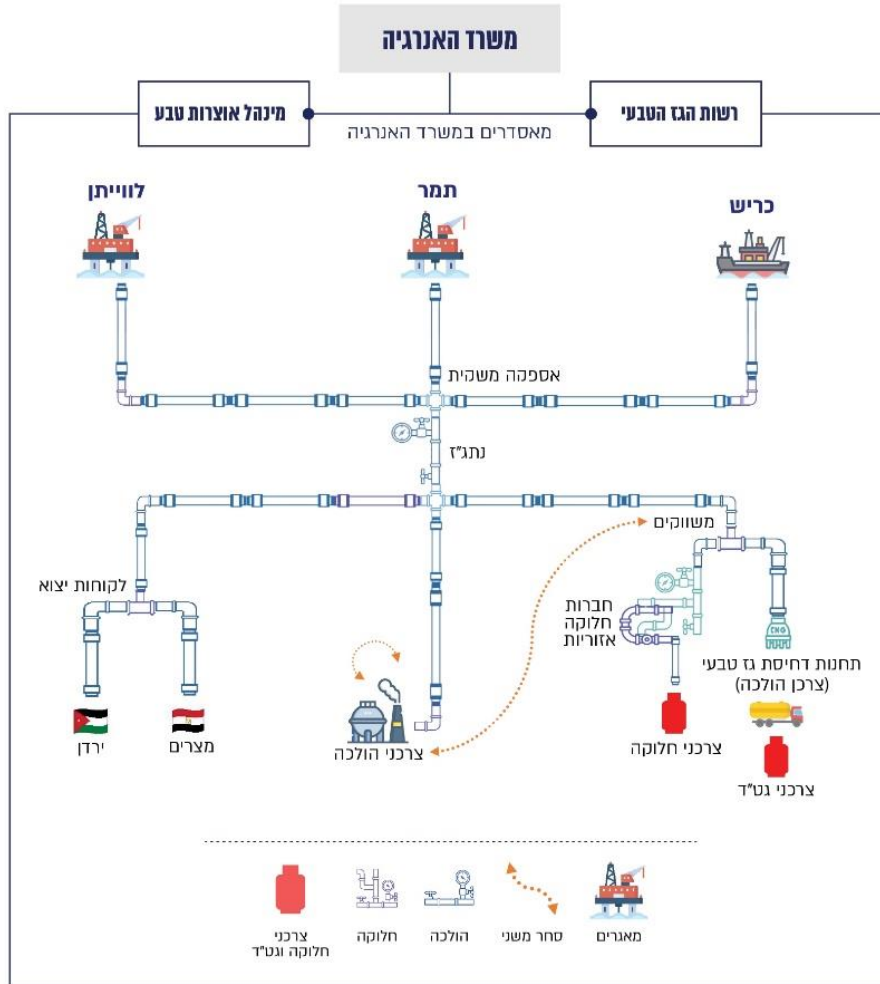 משרד האנרגיה
רשות הגז הטבעי
מינהל אוצרות טבע
מאסדרים במשרד האנרגיה
כריש
תמר
לווייתן
אספקה משקית
נתג"ז
משווקים
לקוחות יצוא
חברות
חלוקה
אזוריות
CNG
תחנות דחיסת גז טבעי
(צרכן הולכה)
צרכני חלוקה
צרכני גט"ד
צרכני הולכה
מצרים
ירדן
מאגרים
סחר משני
הולכה
חלוקה
צרכני
חלוקה וגט"ד